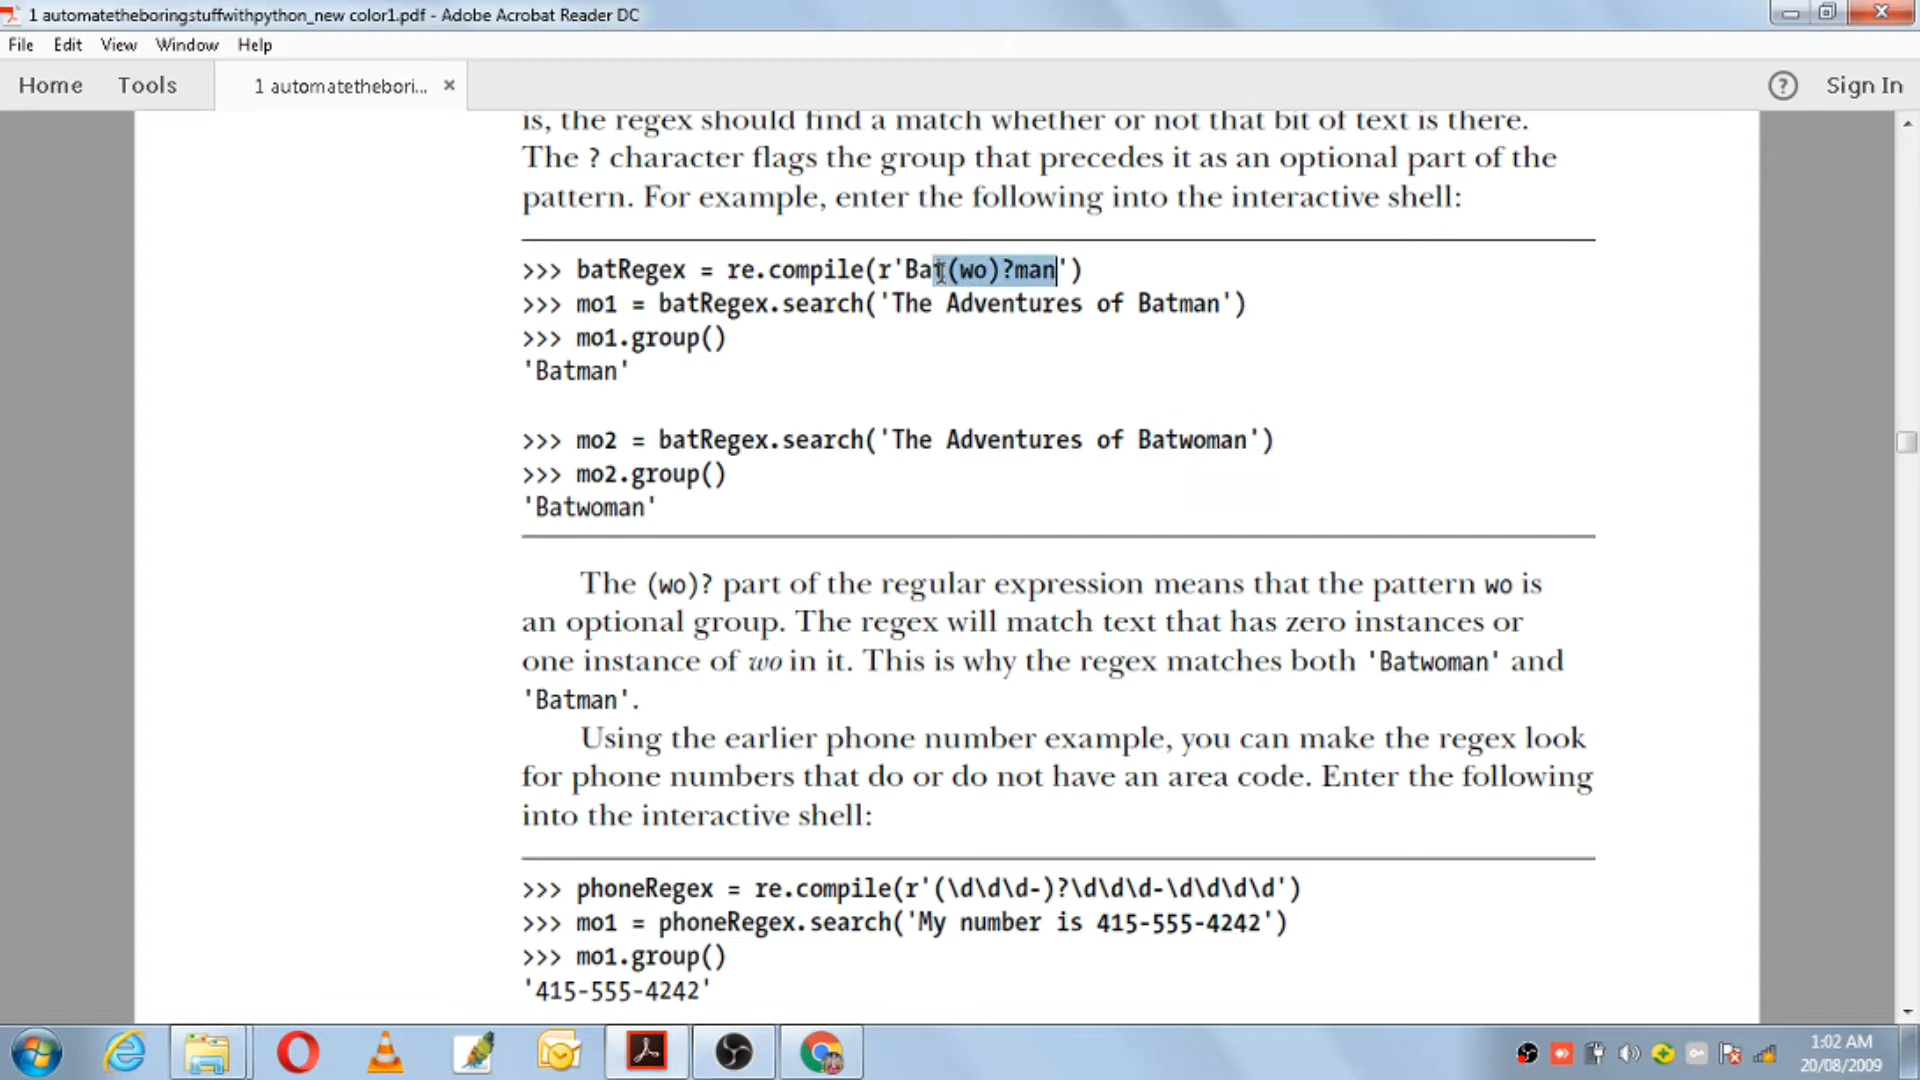 1 automatetheboringstuffwithpython_new color1.pdf - Adobe Acrobat Reader DC
File Edit View Window Help
Home Tools 1 automatethebori... × ? Sign In
is, the regex should find a match whether or not that bit of text is there.
The ? character flags the group that precedes it as an optional part of the
pattern. For example, enter the following into the interactive shell:
>>> batRegex = re.compile(r'Bat(wo)?man')
>>> mo1 = batRegex.search('The Adventures of Batman')
>>> mo1.group()
'Batman'
>>> mo2 = batRegex.search('The Adventures of Batwoman')
>>> mo2.group()
'Batwoman'
The (wo)? part of the regular expression means that the pattern wo is
an optional group. The regex will match text that has zero instances or
one instance of wo in it. This is why the regex matches both 'Batwoman' and
'Batman'.
Using the earlier phone number example, you can make the regex look
for phone numbers that do or do not have an area code. Enter the following
into the interactive shell:
>>> phoneRegex = re.compile(r'(\d\d\d-)?\d\d\d-\d\d\d\d')
>>> mo1 = phoneRegex.search('My number is 415-555-4242')
>>> mo1.group()
'415-555-4242'
1:02 AM
20/08/2009